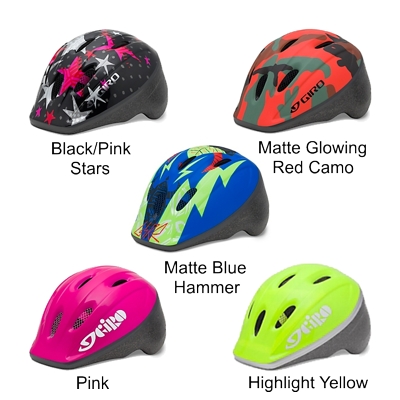 GIRO
GIRO
Black/Pink
Stars
Matte Glowing
Red Camo
Matte Blue
Hammer
GIRO
GIRO
Pink
Highlight Yellow